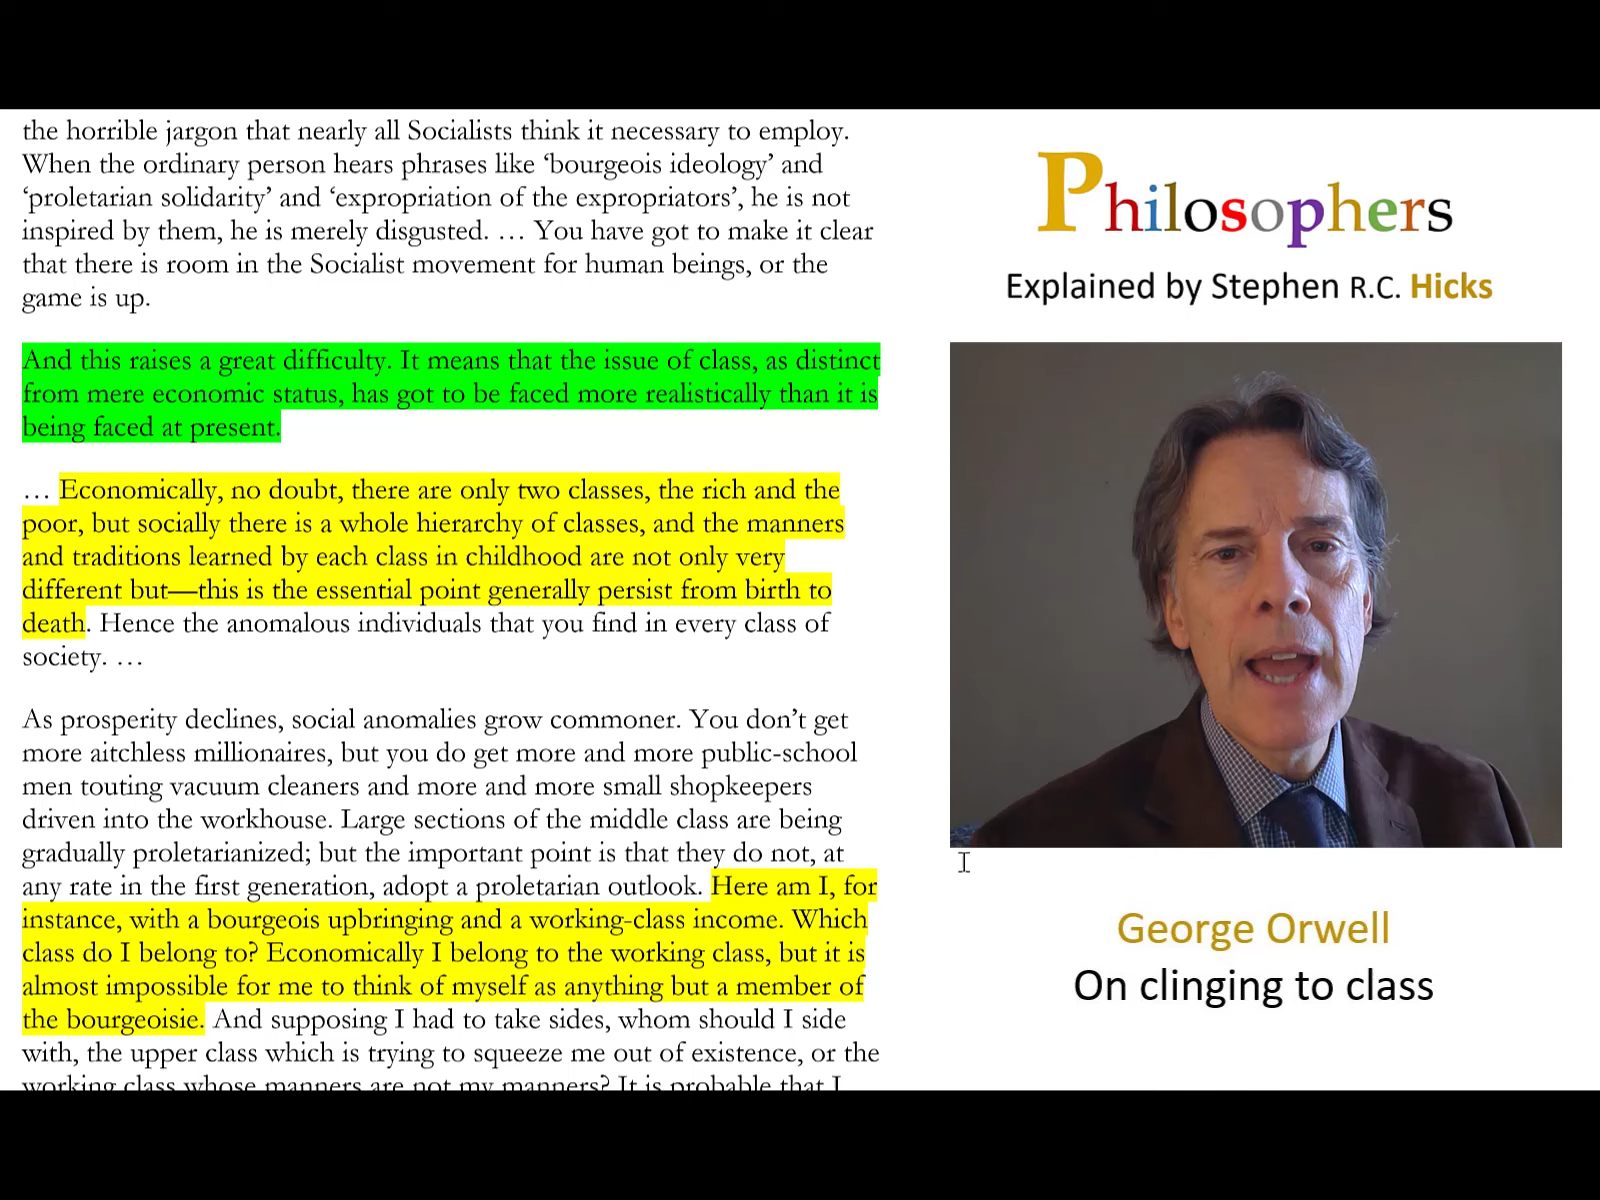 the horrible jargon that nearly all Socialists think it necessary to employ.
When the ordinary person hears phrases like ‘bourgeois ideology’ and
‘proletarian solidarity’ and ‘expropriation of the expropriators’, he is not
inspired by them, he is merely disgusted. … You have got to make it clear
that there is room in the Socialist movement for human beings, or the
game is up.
And this raises a great difficulty. It means that the issue of class, as distinct
from mere economic status, has got to be faced more realistically than it is
being faced at present.
… Economically, no doubt, there are only two classes, the rich and the
poor, but socially there is a whole hierarchy of classes, and the manners
and traditions learned by each class in childhood are not only very
different but—this is the essential point generally persist from birth to
death. Hence the anomalous individuals that you find in every class of
society. …
As prosperity declines, social anomalies grow commoner. You don’t get
more aitchless millionaires, but you do get more and more public-school
men touting vacuum cleaners and more and more small shopkeepers
driven into the workhouse. Large sections of the middle class are being
gradually proletarianized; but the important point is that they do not, at
any rate in the first generation, adopt a proletarian outlook. Here am I, for
instance, with a bourgeois upbringing and a working-class income. Which
class do I belong to? Economically I belong to the working class, but it is
almost impossible for me to think of myself as anything but a member of
the bourgeoisie. And supposing I had to take sides, whom should I side
with, the upper class which is trying to squeeze me out of existence, or the
working class whose manners are not my manners? It is probable that I
Philosophers
Explained by Stephen R.C. Hicks
George Orwell
On clinging to class